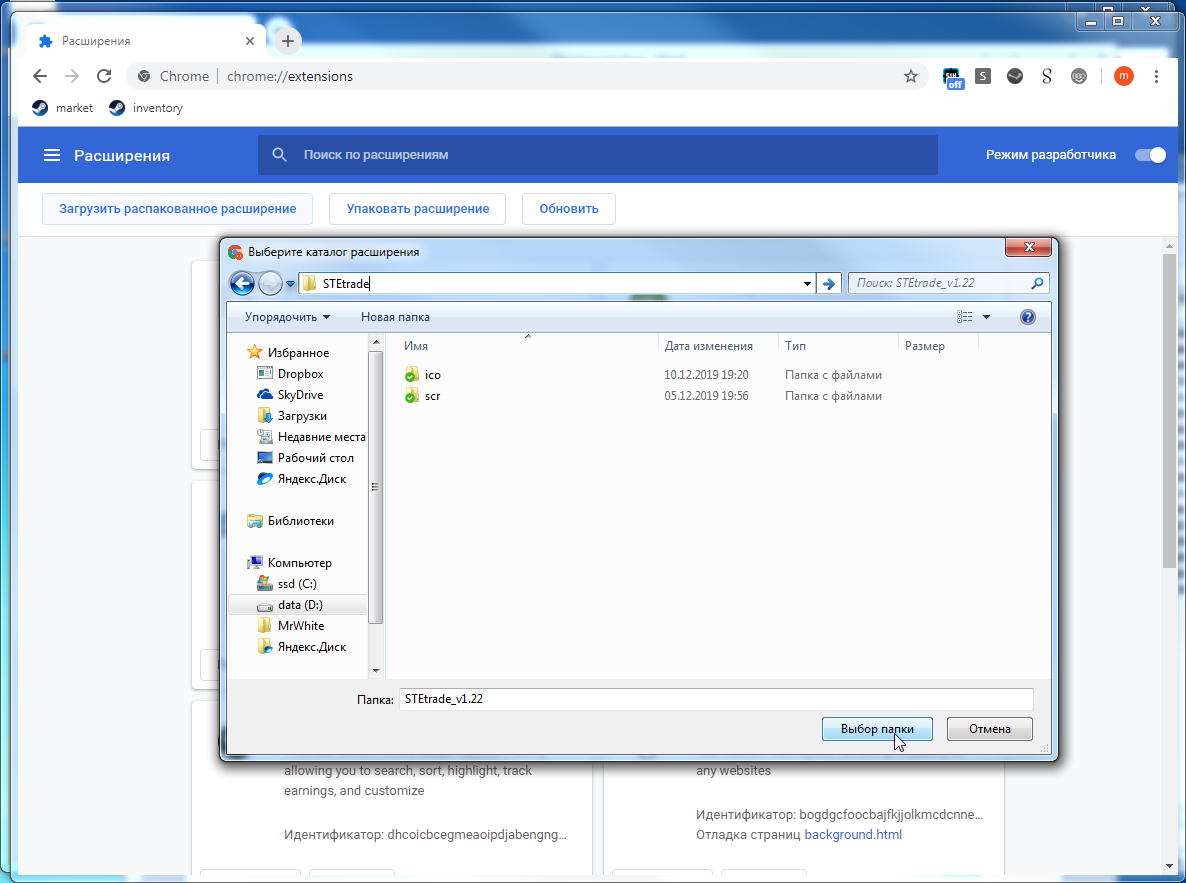 Расширения
Chrome | chrome://extensions
off
S
S
m
market
inventory
Расширения
Поиск по расширениям
Режим разработчика
Загрузить распакованное расширение
Упаковать расширение
Обновить
Выберите каталог расширения
STEtrade
Поиск: STEtrade_v1.22
Упорядочить
Новая папка
Имя
Дата изменения
Тип
Размер
ico
10.12.2019 19:20
Папка с файлами
scr
05.12.2019 19:56
Папка с файлами
Избранное
Dropbox
SkyDrive
Загрузки
Недавние места
Рабочий стол
Яндекс.Диск
Библиотеки
Компьютер
ssd (C:)
data (D:)
MrWhite
Яндекс.Диск
Папка:
STEtrade_v1.22
Выбор папки
Отмена
allowing you to search, sort, highlight, track
earnings, and customize
Идентификатор: dhcoicbcegmeaoipdjabengng...
any websites
Идентификатор: bogdgcfoocbajfkjjolkmcdcnne...
Отладка страниц background.html